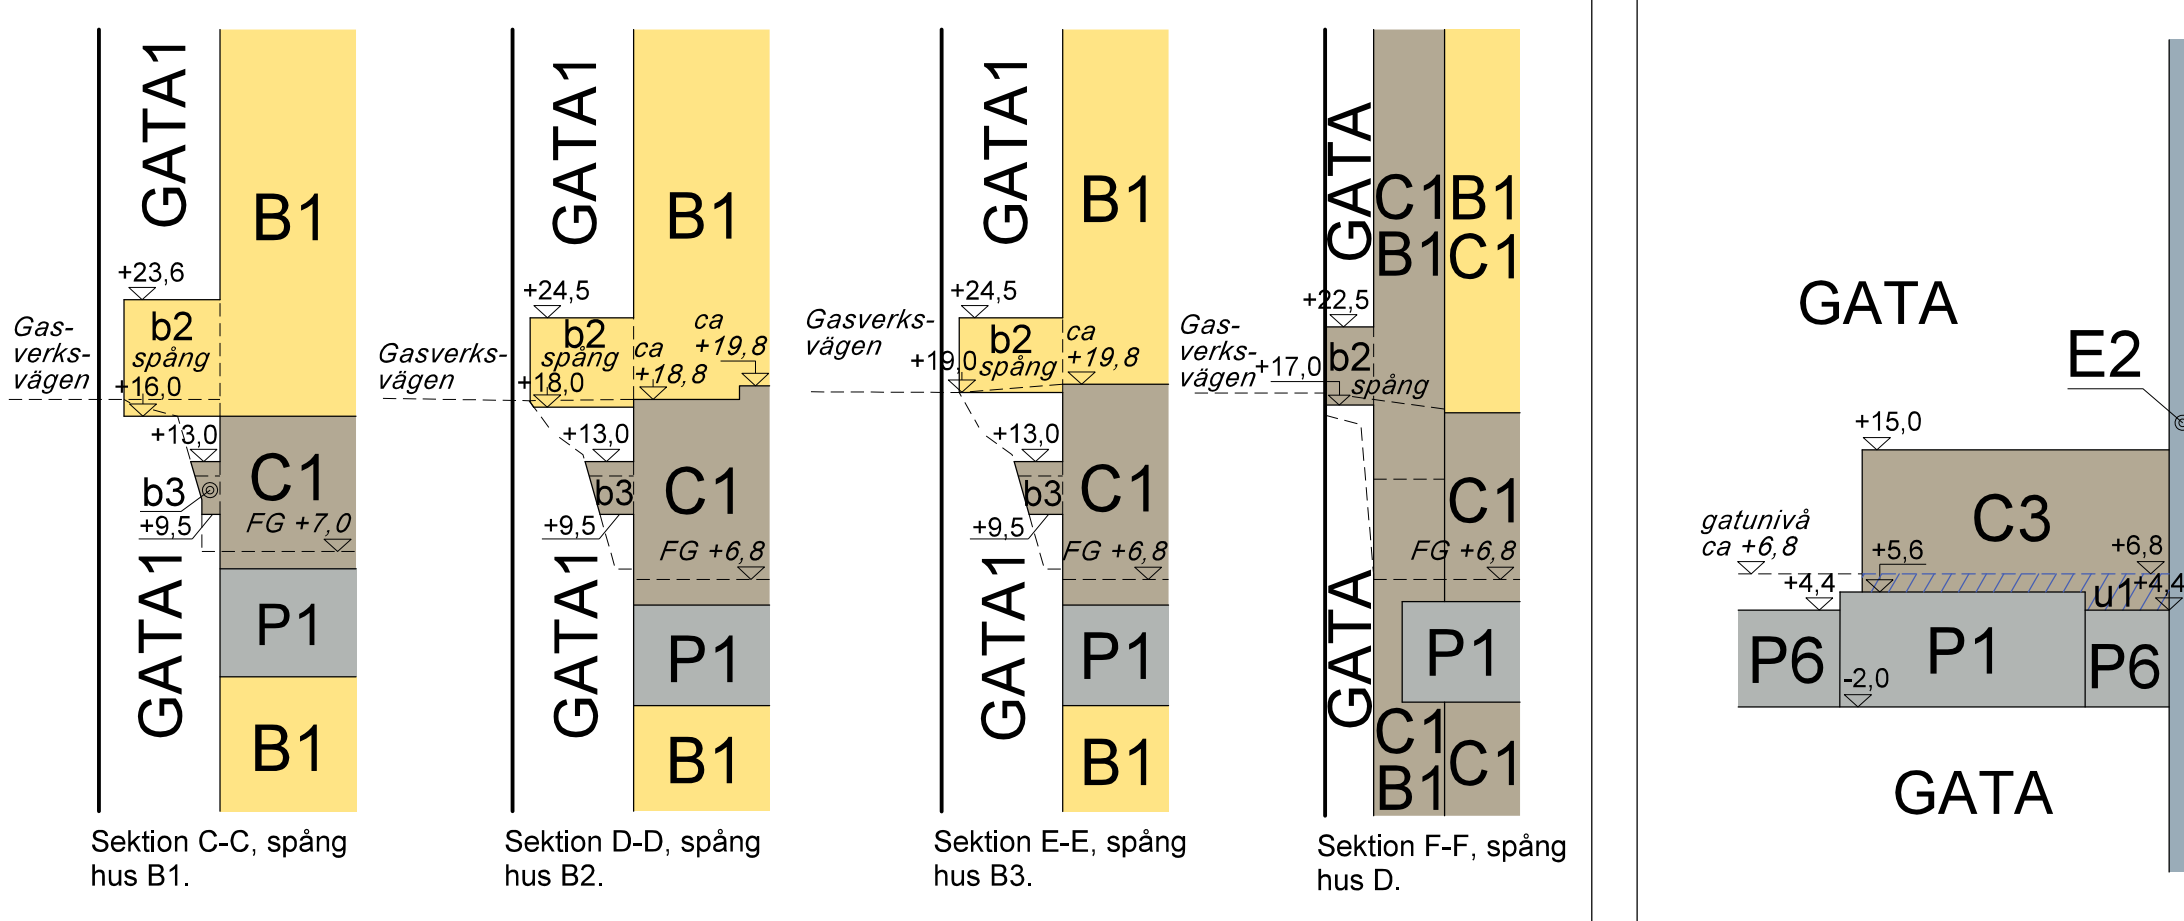 GATA1
B1
+23,6
Gas-
verks-
vägen
b2
spång
+16,0
+13,0
b3
+9,5
C1
FG +7,0
GATA1
P1
B1
Sektion C-C, spång
hus B1.
GATA1
B1
+24,5
Gasverks-
vägen
b2
spång
+18,0
ca
+18,8
ca
+19,8
+13,0
b3
+9,5
C1
FG +6,8
GATA1
P1
B1
Sektion D-D, spång
hus B2.
GATA1
B1
+24,5
Gasverks-
vägen
b2
spång
+19,0
ca
+19,8
+13,0
b3
+9,5
C1
FG +6,8
GATA1
P1
B1
Sektion E-E, spång
hus B3.
GATA
C1
B1
B1
C1
+22,5
Gas-
verks-
vägen
+17,0
b2
spång
C1
FG +6,8
GATA
P1
C1
B1
C1
Sektion F-F, spång
hus D.
GATA
E2
+15,0
C3
gatunivå
ca +6,8
+5,6
+6,8
+4,4
u1
+4,4
P6
P1
P6
-2,0
GATA